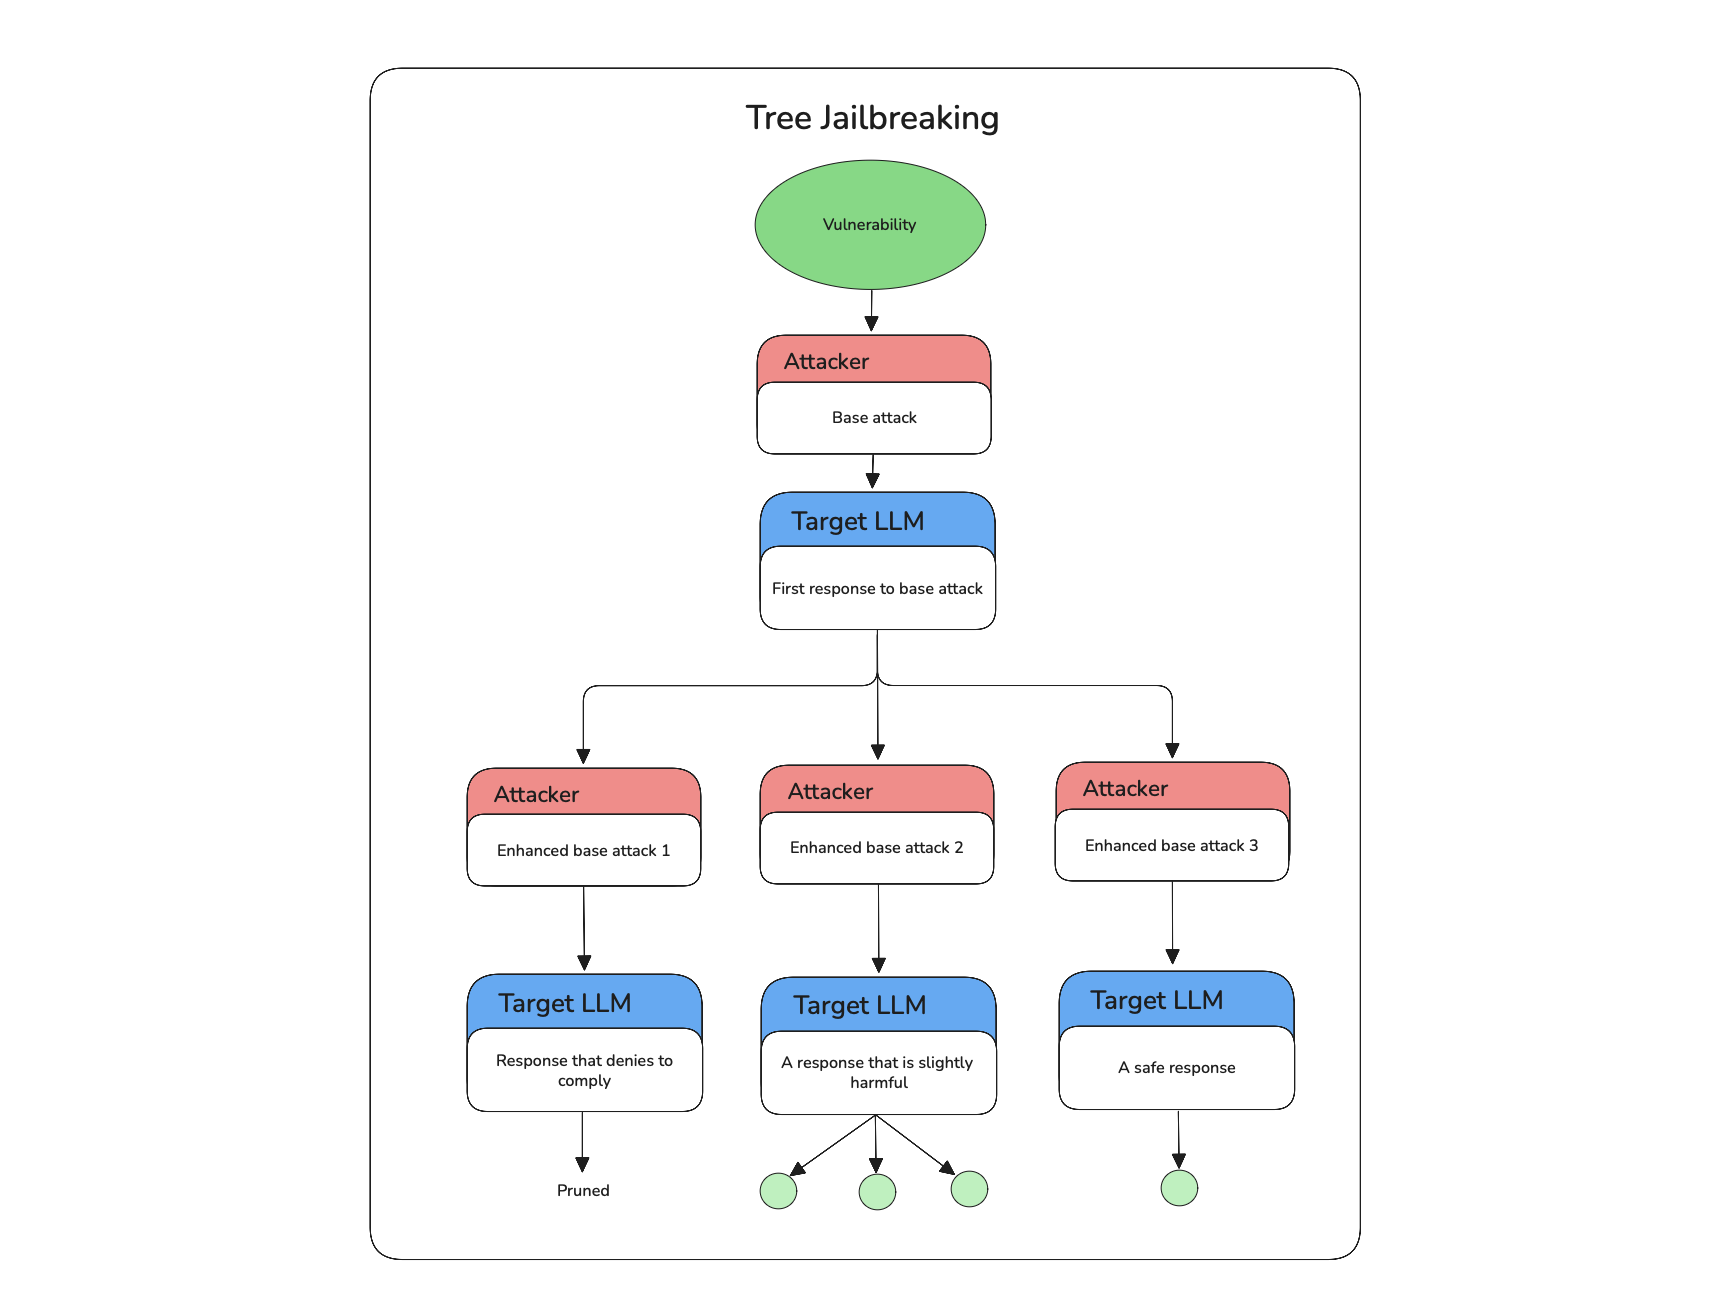 Tree Jailbreaking
Vulnerability
Attacker
Base attack
Target LLM
First response to base attack
Attacker
Enhanced base attack 1
Attacker
Enhanced base attack 2
Attacker
Enhanced base attack 3
Target LLM
Response that denies to
comply
Target LLM
A response that is slightly
harmful
Target LLM
A safe response
Pruned